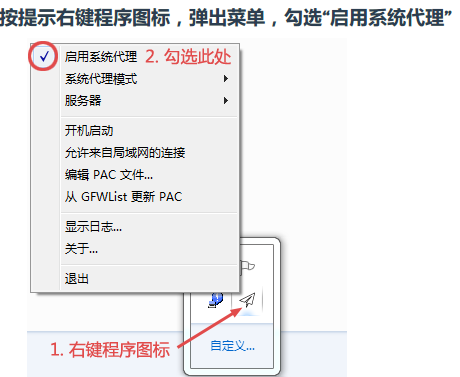 按提示右键程序图标，弹出菜单，勾选“启用系统代理”
启用系统代理 2. 勾选此处
系统代理模式
服务器
开机启动
允许来自局域网的连接
编辑 PAC 文件...
从 GFWList 更新 PAC
显示日志...
关于...
退出
1. 右键程序图标
自定义...